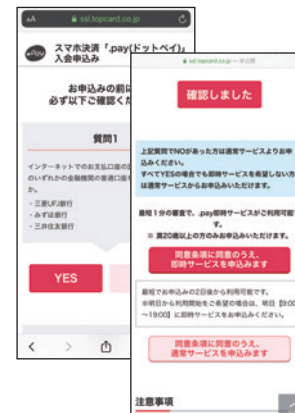 AA ssl.topcard.co.jp
.pay
スマホ決済「.pay(ドットペイ)」
入会申込み
お申込みの前に
必ず以下ご確認くだ
質問1
インターネットでのお支払口座の
のいずれかの金融機関の普通口座
か。
・三菱UFJ銀行
・みずほ銀行
・三井住友銀行
YES
ssl.topcard.co.jp
確認しました
上記質問でNOがあった方は通常サービスよりお申
込みください。
すべてYESの場合でも即時サービスを希望しない方
は通常サービスからお申込みいただけます。
最短1分の審査で、.pay即時サービスがご利用可能
す。
※ 満20歳以上の方のみお申込みいただけます。
同意条項に同意のうえ、
即時サービスを申込みます
最短でお申込みの2日後から利用可能です。
※明日から利用開始をご希望の場合は、明日【9:00
~19:00】に即時サービスをお申込みください。
同意条項に同意のうえ、
通常サービスを申込みます
注意事項